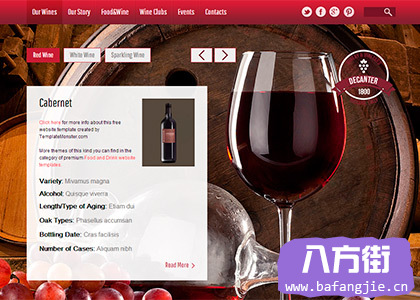 Our Wines Our Story Food&Wine Wine Clubs Events Contacts
Red Wine White Wine Sparkling Wine
DECANTER
1800
Cabernet
Click here for more info about this free
website template created by
TemplateMonster.com
More themes of this kind you can find in the
category of premium Food and Drink website
templates
Variety: Mivamus magna
Alcohol: Quisque viverra
Length/Type of Aging: Etiam dui
Oak Types: Phasellus accumsan
Bottling Date: Cras facilisis
Number of Cases: Aliquam nibh
Read More
八方街
www.bafangjie.cn